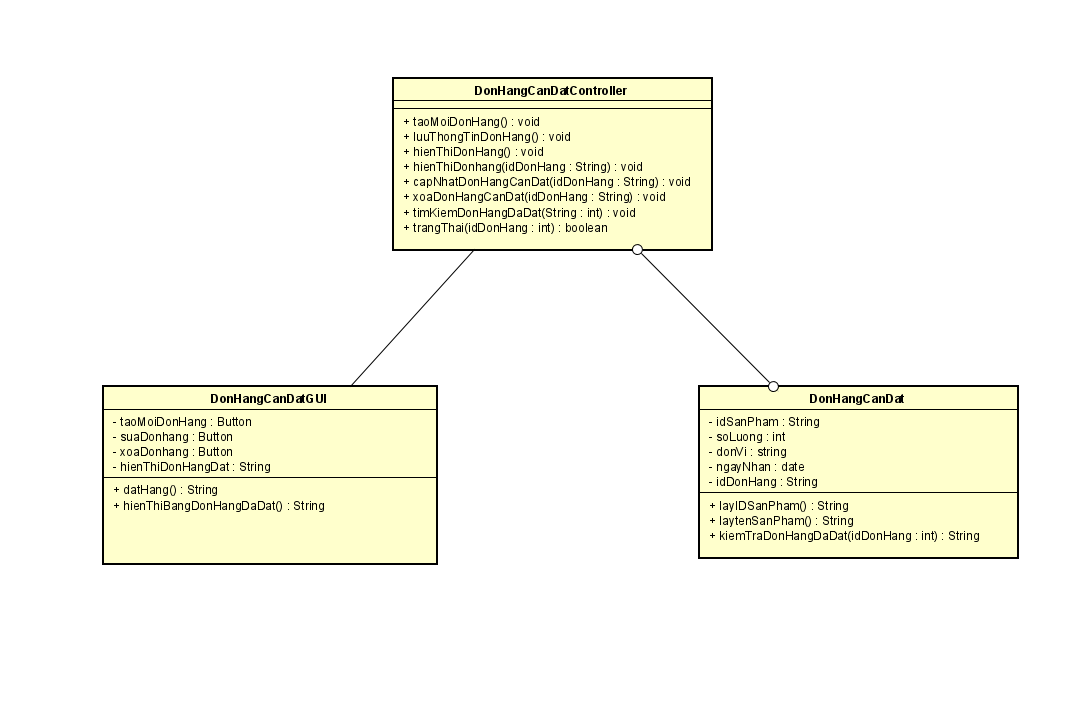 DonHangCanDatController
+ taoMoiDonHang() : void
+ luuThongTinDonHang() : void
+ hienThiDonHang() : void
+ hienThiDonhang(idDonHang : String) : void
+ capNhatDonHangCanDat(idDonHang : String) : void
+ xoaDonHangCanDat(idDonHang : String) : void
+ timKiemDonHangDaDat(String : int) : void
+ trangThai(idDonHang : int) : boolean
DonHangCanDatGUI
- taoMoiDonHang : Button
- suaDonhang : Button
- xoaDonhang : Button
- hienThiDonHangDat : String
+ datHang() : String
+ hienThiBangDonHangDaDat() : String
DonHangCanDat
- idSanPham : String
- soLuong : int
- donVi : string
- ngayNhan : date
- idDonHang : String
+ layIDSanPham() : String
+ laytenSanPham() : String
+ kiemTraDonHangDaDat(idDonHang : int) : String